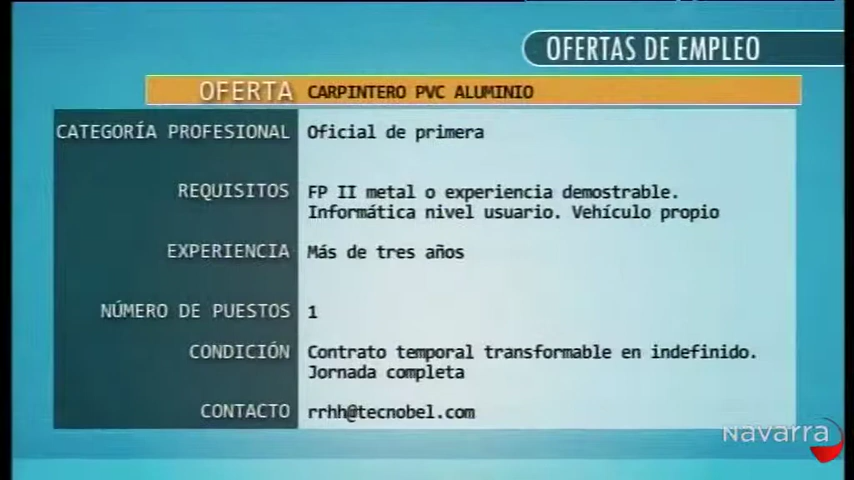 OFERTAS DE EMPLEO
OFERTA CARPINTERO PVC ALUMINIO
CATEGORÍA PROFESIONAL Oficial de primera
REQUISITOS FP II metal o experiencia demostrable.
Informática nivel usuario. Vehículo propio
EXPERIENCIA Más de tres años
NÚMERO DE PUESTOS 1
CONDICIÓN Contrato temporal transformable en indefinido.
Jornada completa
CONTACTO rrhh@tecnobel.com
Navarra